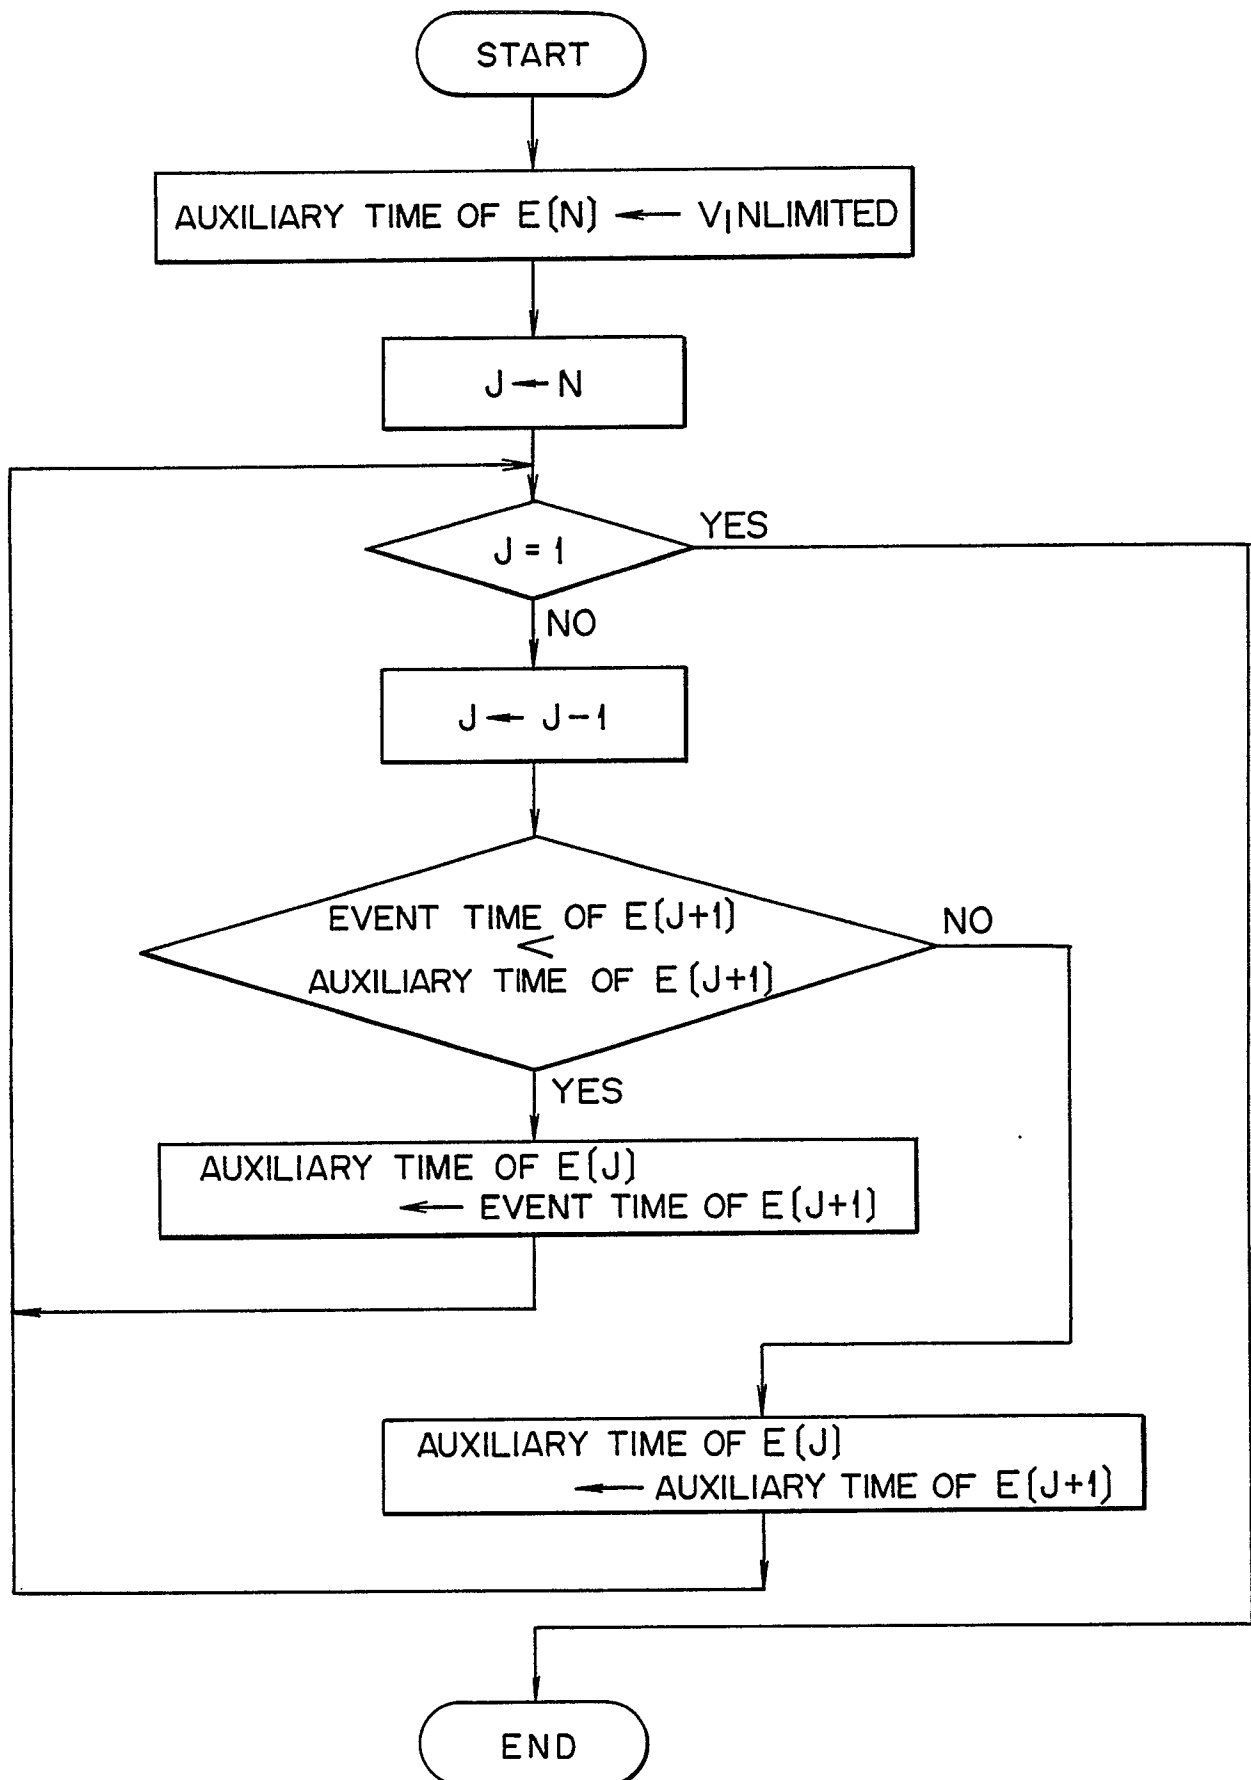 START
AUXILIARY TIME OF E(N) ← V|NLIMITED
J ← N
J = 1
YES
NO
J ← J-1
EVENT TIME OF E(J+1)
<
AUXILIARY TIME OF E(J+1)
NO
YES
AUXILIARY TIME OF E(J)
← EVENT TIME OF E(J+1)
AUXILIARY TIME OF E(J)
← AUXILIARY TIME OF E(J+1)
END